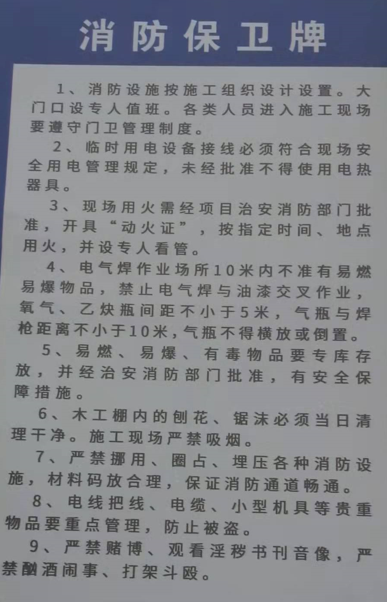 消防保卫牌
1、消防设施按施工组织设计设置。大
门口设专人值班。各类人员进入施工现场
要遵守门卫管理制度。
2、临时用电设备接线必须符合现场安
全用电管理规定，未经批准不得使用电热
器具。
3、现场用火需经项目治安消防部门批
准，开具“动火证”，按指定时间、地点
用火，并设专人看管。
4、电气焊作业场所10米内不准有易燃
易爆物品，禁止电气焊与油漆交叉作业，
氧气、乙炔瓶间距不小于5米，气瓶与焊
枪距离不小于10米，气瓶不得横放或倒置。
5、易燃、易爆、有毒物品要专库存
放，并经治安消防部门批准，有安全保
障措施。
6、木工棚内的刨花、锯沫必须当日清
理干净。施工现场严禁吸烟。
7、严禁挪用、圈占、埋压各种消防设
施，材料码放合理，保证消防通道畅通。
8、电线把线、电缆、小型机具等贵重
物品要重点管理，防止被盗。
9、严禁赌博、观看淫秽书刊音像，严
禁酗酒闹事、打架斗殴。